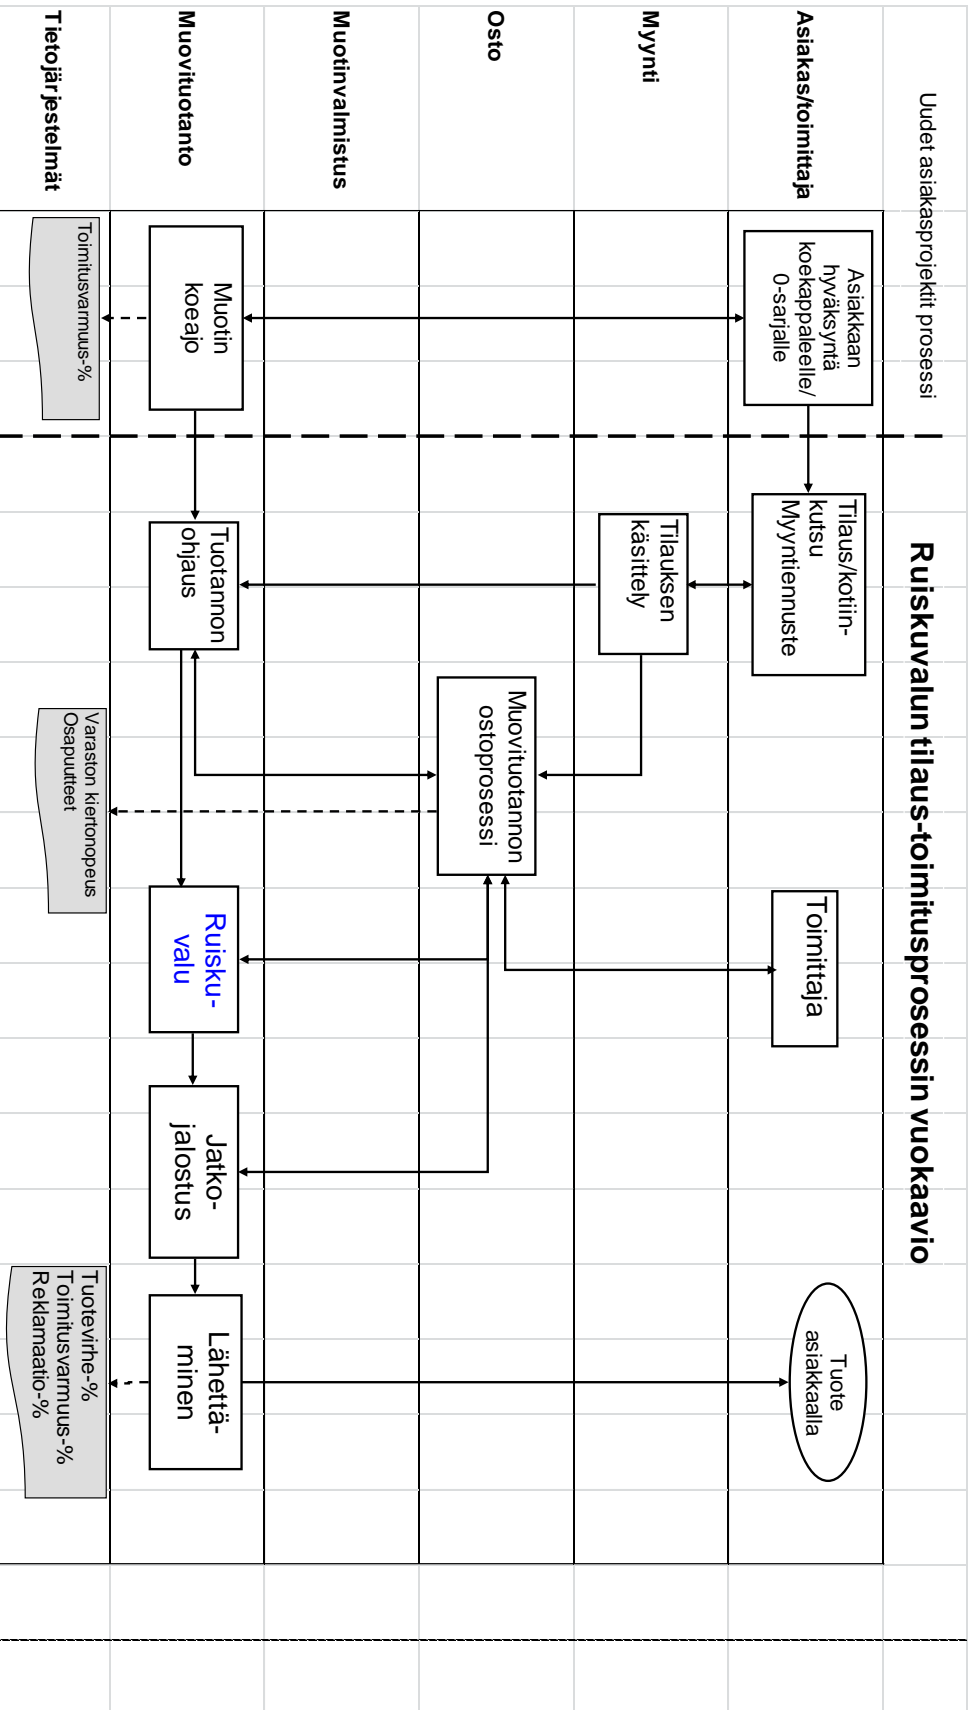 Uudet asiakasprojektit prosessi
Ruiskuvalun tilaus-toimitusprosessin vuokaavio
Asiakas/toimittaja
Asiakkaan
hyväksyntä
koekappaleelle/
0-sarjalle
Tilaus/kotiin-
kutsu
Myyntiennuste
Toimittaja
Tuote
asiakkaalla
Myynti
Tilauksen
käsittely
Osto
Muovituotannon
ostoprosessi
Muotinvalmistus
Muovituotanto
Muotin
koeajo
Tuotannon
ohjaus
Ruisku-
valu
Jatko-
jalostus
Lähettä-
minen
Tietojärjestelmät
Toimitusvarmuus-%
Varaston kiertonopeus
Osapuutteet
Tuotevirhe-%
Toimitusvarmuus-%
Reklamaatio-%